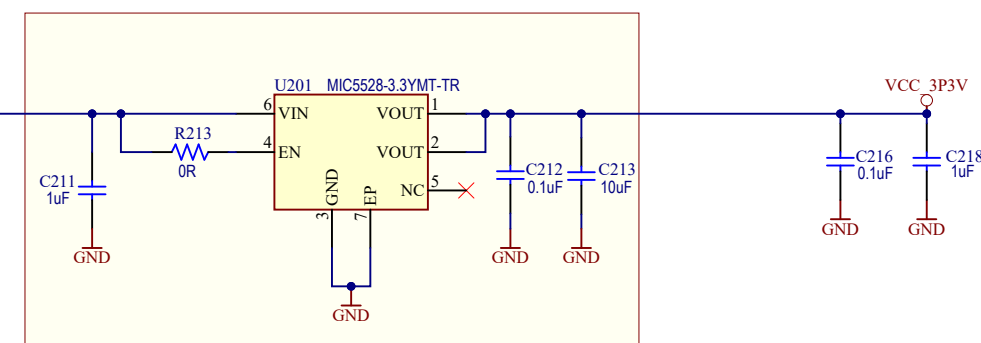 VCC_3P3V
U201 MIC5528-3.3YMT-TR
6 VIN VOUT 1
R213
0R
4 EN VOUT 2
NC 5
GND EP
3 7
C211
1uF
C212
0.1uF
C213
10uF
C216
0.1uF
C218
1uF
GND
GND
GND
GND
GND
GND